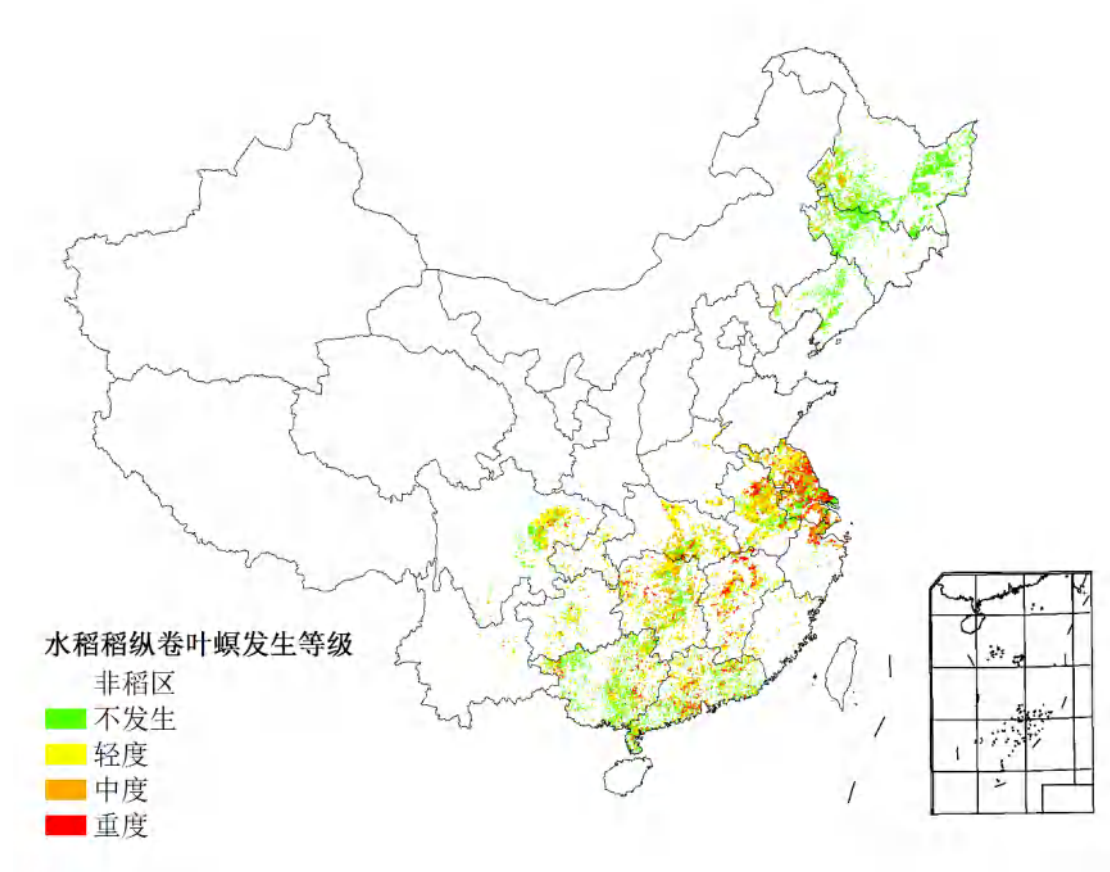 水稻稻纵卷叶螟发生等级
非稻区
不发生
轻度
中度
重度